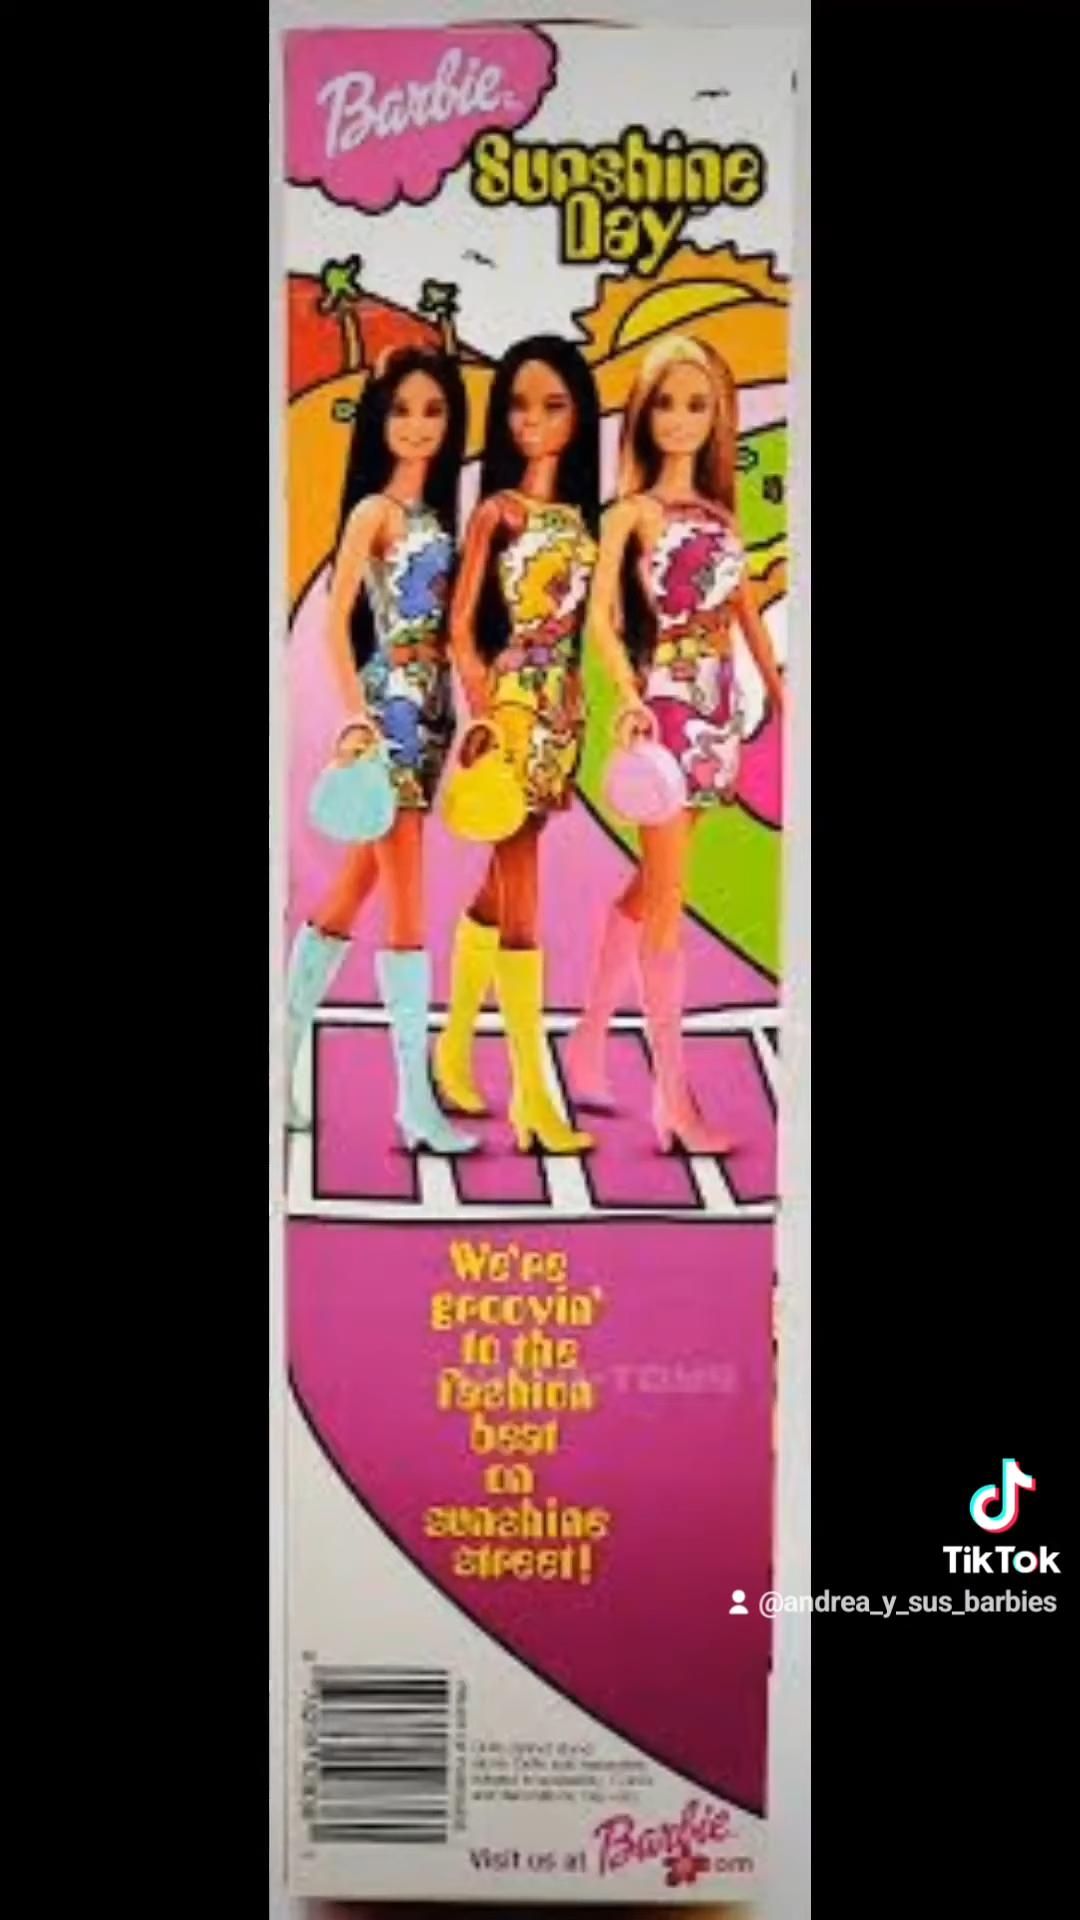 Barbie
Sunshine
Day
We're
groovin'
to the
fashion
beat
on
sunshine
street!
Visit us at Barbie.com
TikTok
@andrea_y_sus_barbies